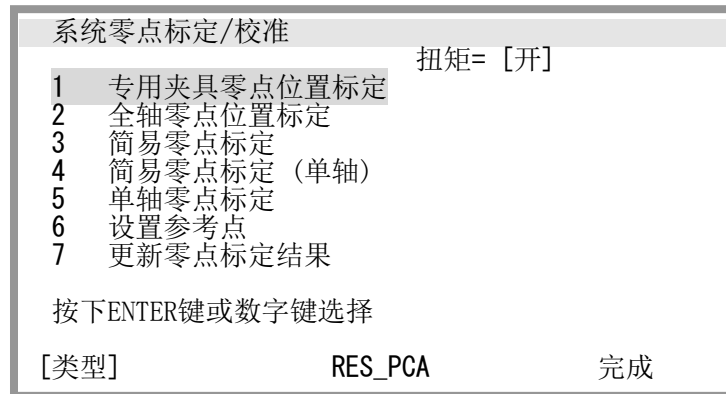 系统零点标定/校准
扭矩= [开]
1 专用夹具零点位置标定
2 全轴零点位置标定
3 简易零点标定
4 简易零点标定 (单轴)
5 单轴零点标定
6 设置参考点
7 更新零点标定结果
按下ENTER键或数字键选择
[类型] RES_PCA 完成